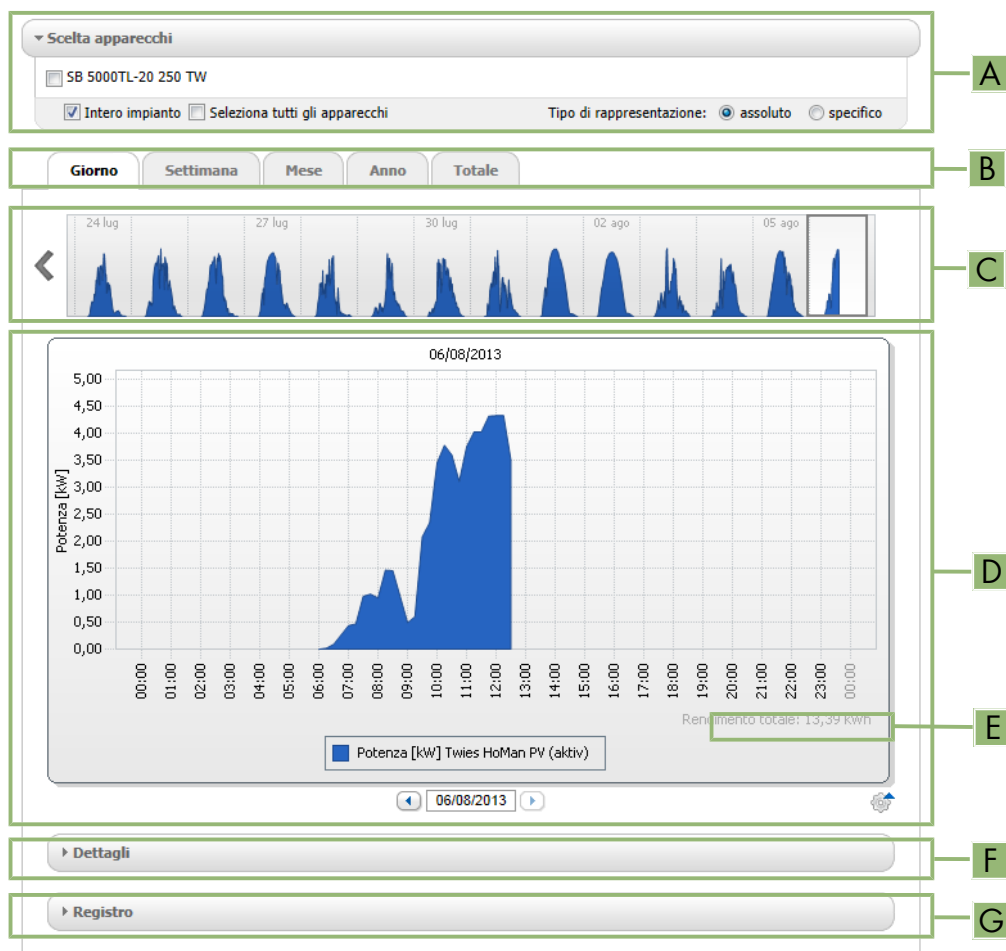 Scelta apparecchi
SB 5000TL-20 250 TW
Intero impianto Seleziona tutti gli apparecchi Tipo di rappresentazione: assoluto specifico
A
Giorno Settimana Mese Anno Totale
B
24 lug 27 lug 30 lug 02 ago 05 ago
C
06/08/2013
5,00
4,50
4,00
3,50
3,00
2,50
2,00
1,50
1,00
0,50
0,00
Potenza [kW]
00:00 01:00 02:00 03:00 04:00 05:00 06:00 07:00 08:00 09:00 10:00 11:00 12:00 13:00 14:00 15:00 16:00 17:00 18:00 19:00 20:00 21:00 22:00 23:00 00:00
D
Rendimento totale: 13,39 kWh
E
Potenza [kW] Twies HoMan PV (aktiv)
06/08/2013
Dettagli
F
Registro
G